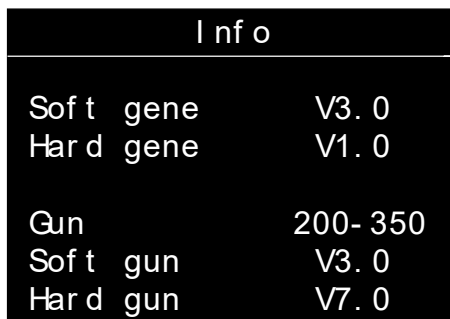 Info
Soft gene V3.0
Hard gene V1.0
Gun 200-350
Soft gun V3.0
Hard gun V7.0